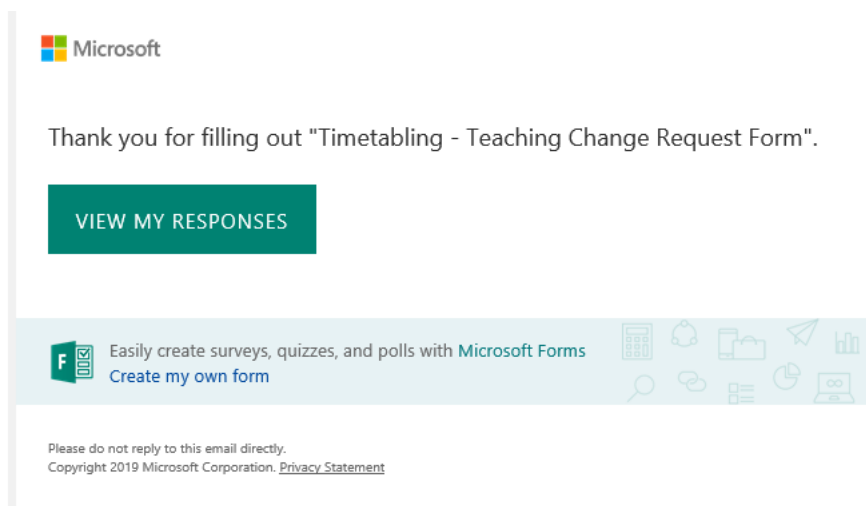 Microsoft
Thank you for filling out "Timetabling - Teaching Change Request Form".
VIEW MY RESPONSES
F
Easily create surveys, quizzes, and polls with Microsoft Forms
Create my own form
Please do not reply to this email directly.
Copyright 2019 Microsoft Corporation. Privacy Statement